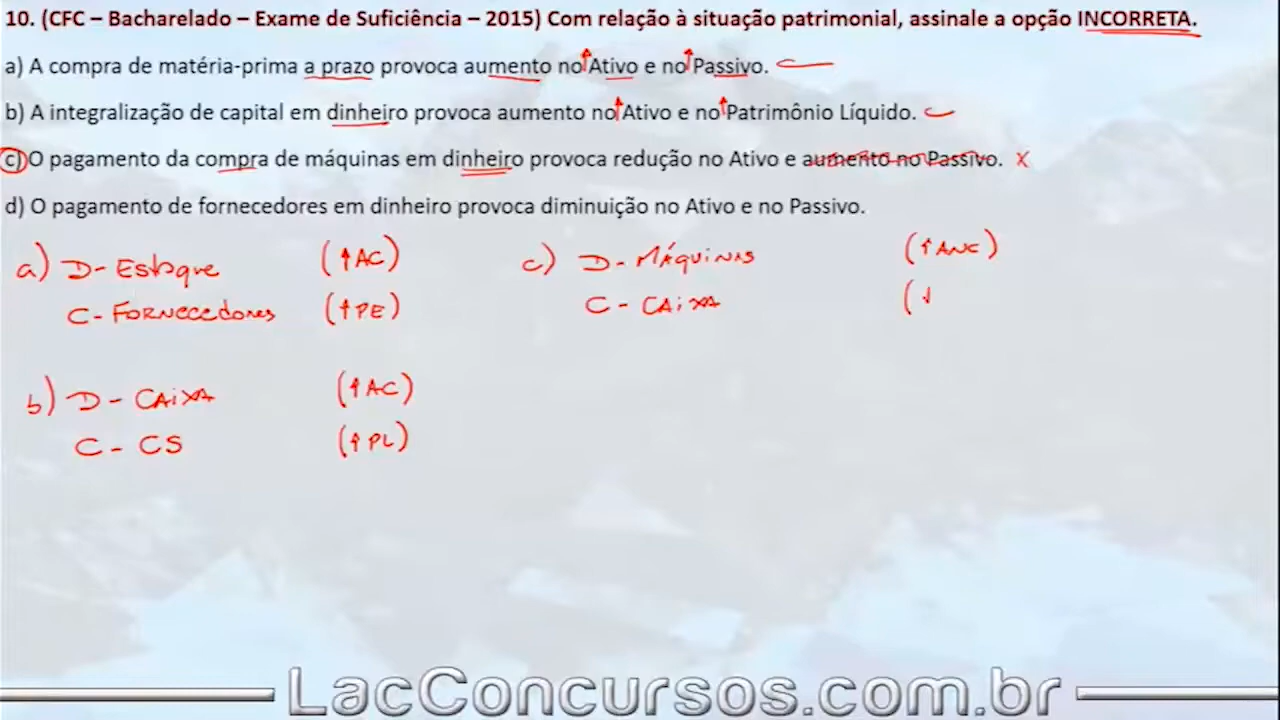 10. (CFC – Bacharelado – Exame de Suficiência – 2015) Com relação à situação patrimonial, assinale a opção INCORRETA.
a) A compra de matéria-prima a prazo provoca aumento no Ativo e no Passivo.
b) A integralização de capital em dinheiro provoca aumento no Ativo e no Patrimônio Líquido.
c) O pagamento da compra de máquinas em dinheiro provoca redução no Ativo e aumento no Passivo. x
d) O pagamento de fornecedores em dinheiro provoca diminuição no Ativo e no Passivo.
a) D- Estoque (↑AC)
C- FORNECEDORES (↑PE)
b) D- CAIXA (↑AC)
C- CS (↑PL)
c) D- MÁQUINAS (↑ANC)
C- CAIXA (
LacConcursos.com.br